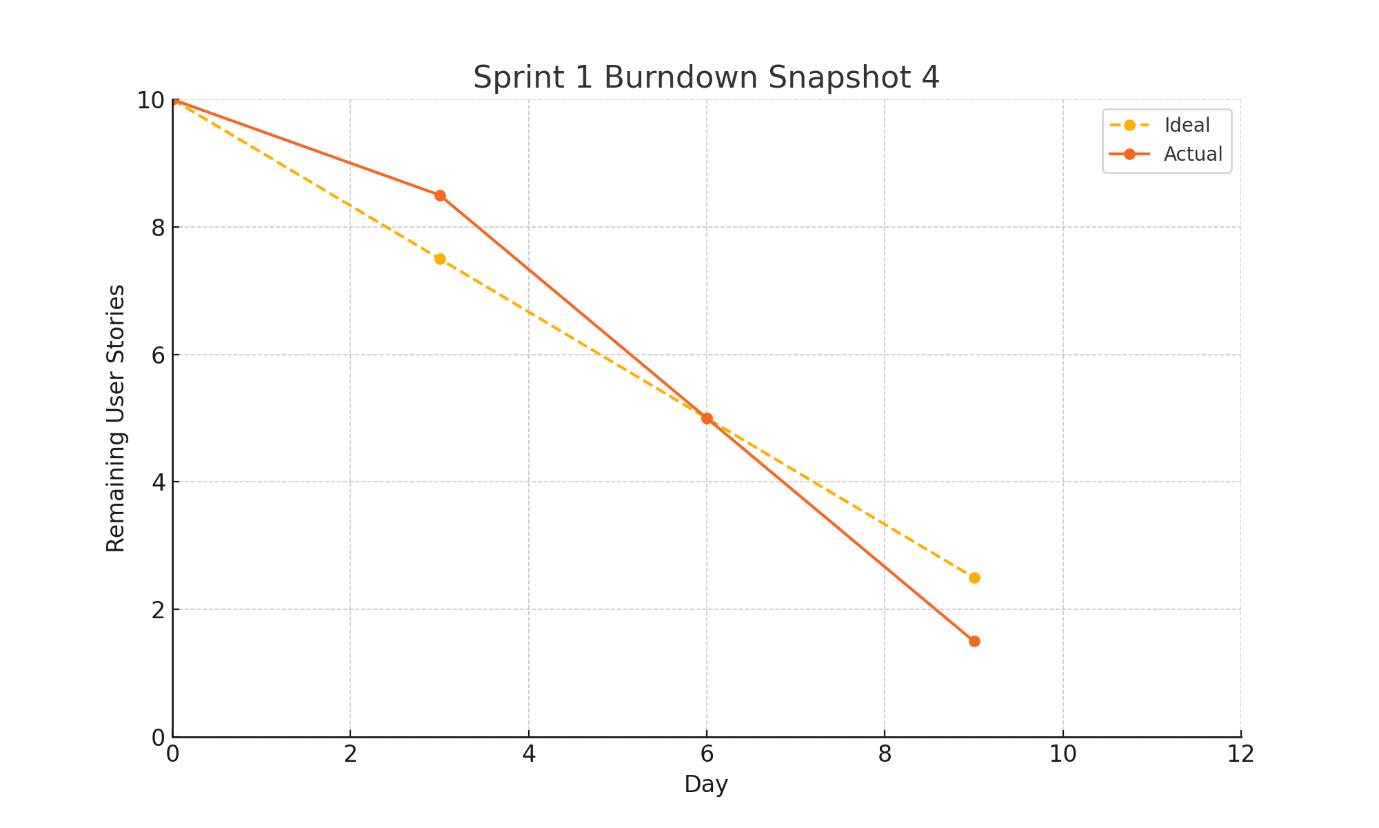 Sprint 1 Burndown Snapshot 4
Ideal
Actual
Remaining User Stories
10
8
6
4
2
0
0 2 4 6 8 10 12
Day